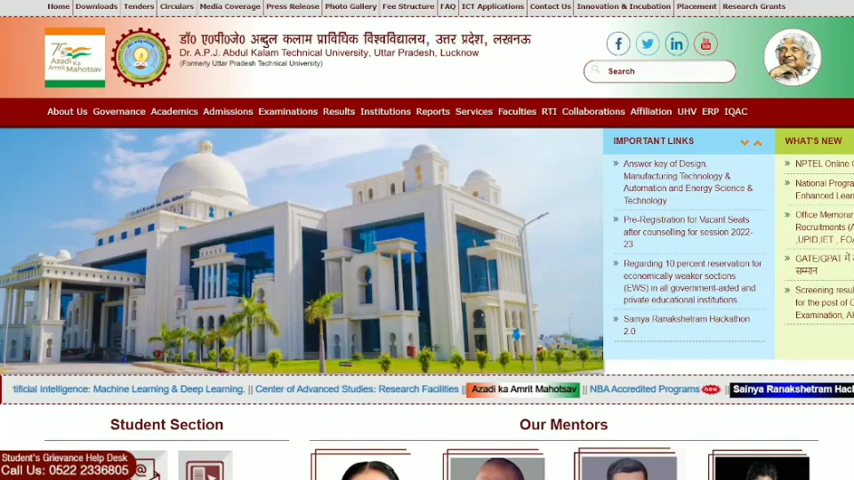 Home Downloads Tenders Circulars Media Coverage Press Release Photo Gallery Fee Structure FAQ ICT Applications Contact Us Innovation & Incubation Placement Research Grants
75
Azadi Ka
Amrit Mahotsav
डॉ० ए०पी०जे० अब्दुल कलाम प्राविधिक विश्वविद्यालय, उत्तर प्रदेश, लखनऊ
Dr. A.P.J. Abdul Kalam Technical University, Uttar Pradesh, Lucknow
(Formerly Uttar Pradesh Technical University)
Search
About Us Governance Academics Admissions Examinations Results Institutions Reports Services Faculties RTI Collaborations Affiliation UHV ERP IQAC
IMPORTANT LINKS
Answer key of Design,
Manufacturing Technology &
Automation and Energy Science &
Technology
Pre-Registration for Vacant Seats
after counselling for session 2022-
23
Regarding 10 percent reservation for
economically weaker sections
(EWS) in all government-aided and
private educational institutions.
Sainya Ranakshetram Hackathon
2.0
WHAT'S NEW
NPTEL Online
National Progra
Enhanced Lear
Office Memorar
Recruitments (A
,UPID,IET , FOA
GATE/GPAT में
सम्मान
Screening resul
for the post of C
Examination, A
tificial Intelligence: Machine Learning & Deep Learning. || Center of Advanced Studies: Research Facilities || Azadi ka Amrit Mahotsav || NBA Accredited Programs new || Sainya Ranakshetram Hack
Student Section
Our Mentors
Student's Grievance Help Desk
Call Us: 0522 2336805